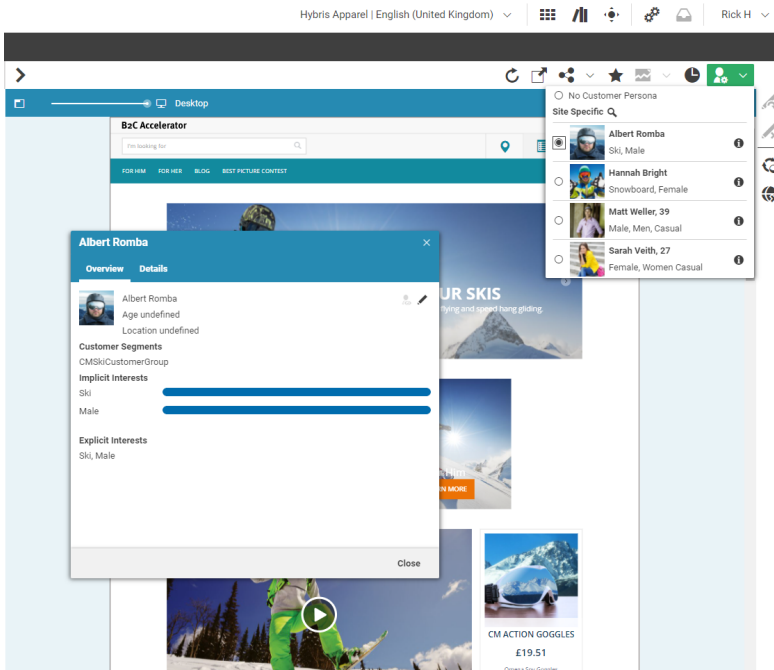 Hybris Apparel | English (United Kingdom)
Rick H
Desktop
No Customer Persona
Site Specific
Albert Romba
Ski, Male
Hannah Bright
Snowboard, Female
Matt Weller, 39
Male, Men, Casual
Sarah Veith, 27
Female, Women Casual
B2C Accelerator
I'm looking for
FOR HIM FOR HER BLOG BEST PICTURE CONTEST
UR SKIS
flying and speed hang gliding.
Albert Romba
Overview Details
Albert Romba
Age undefined
Location undefined
Customer Segments
CMSkiCustomerGroup
Implicit Interests
Ski
Male
Explicit Interests
Ski, Male
Close
Him
RN MORE
CM ACTION GOGGLES
£19.51